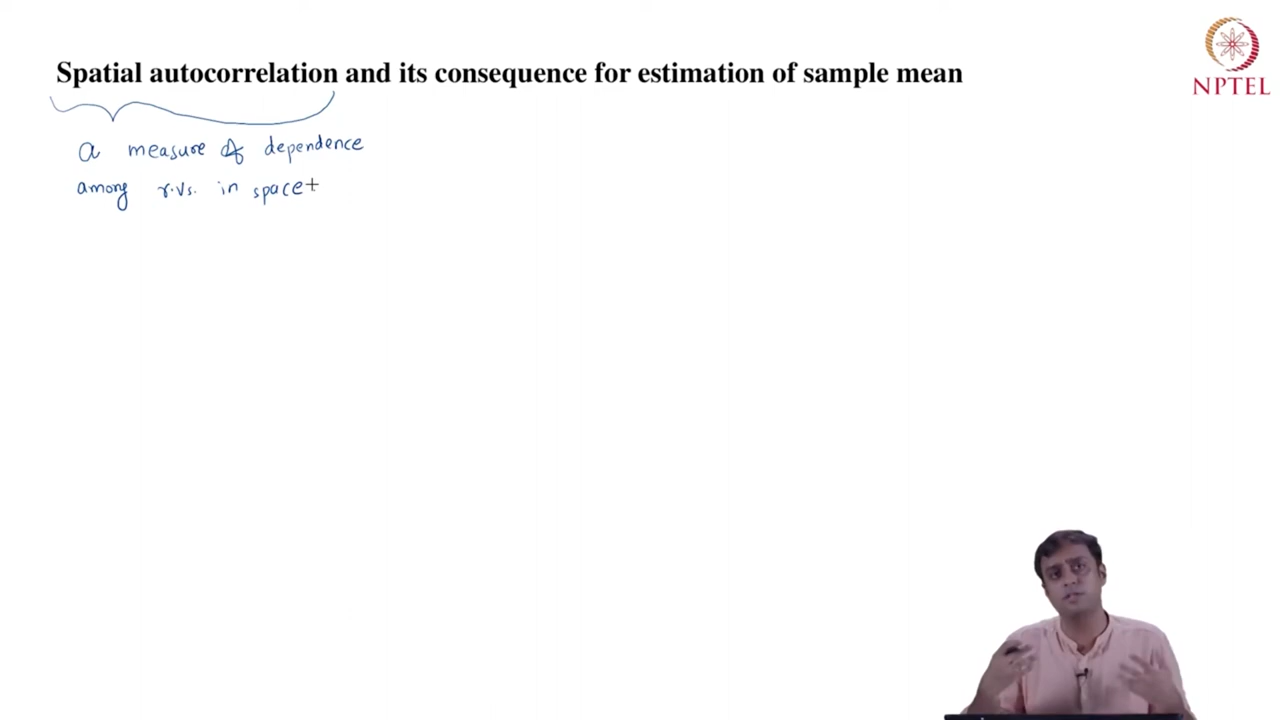 Spatial autocorrelation and its consequence for estimation of sample mean
NPTEL
a measure of dependence
among r.vs. in space